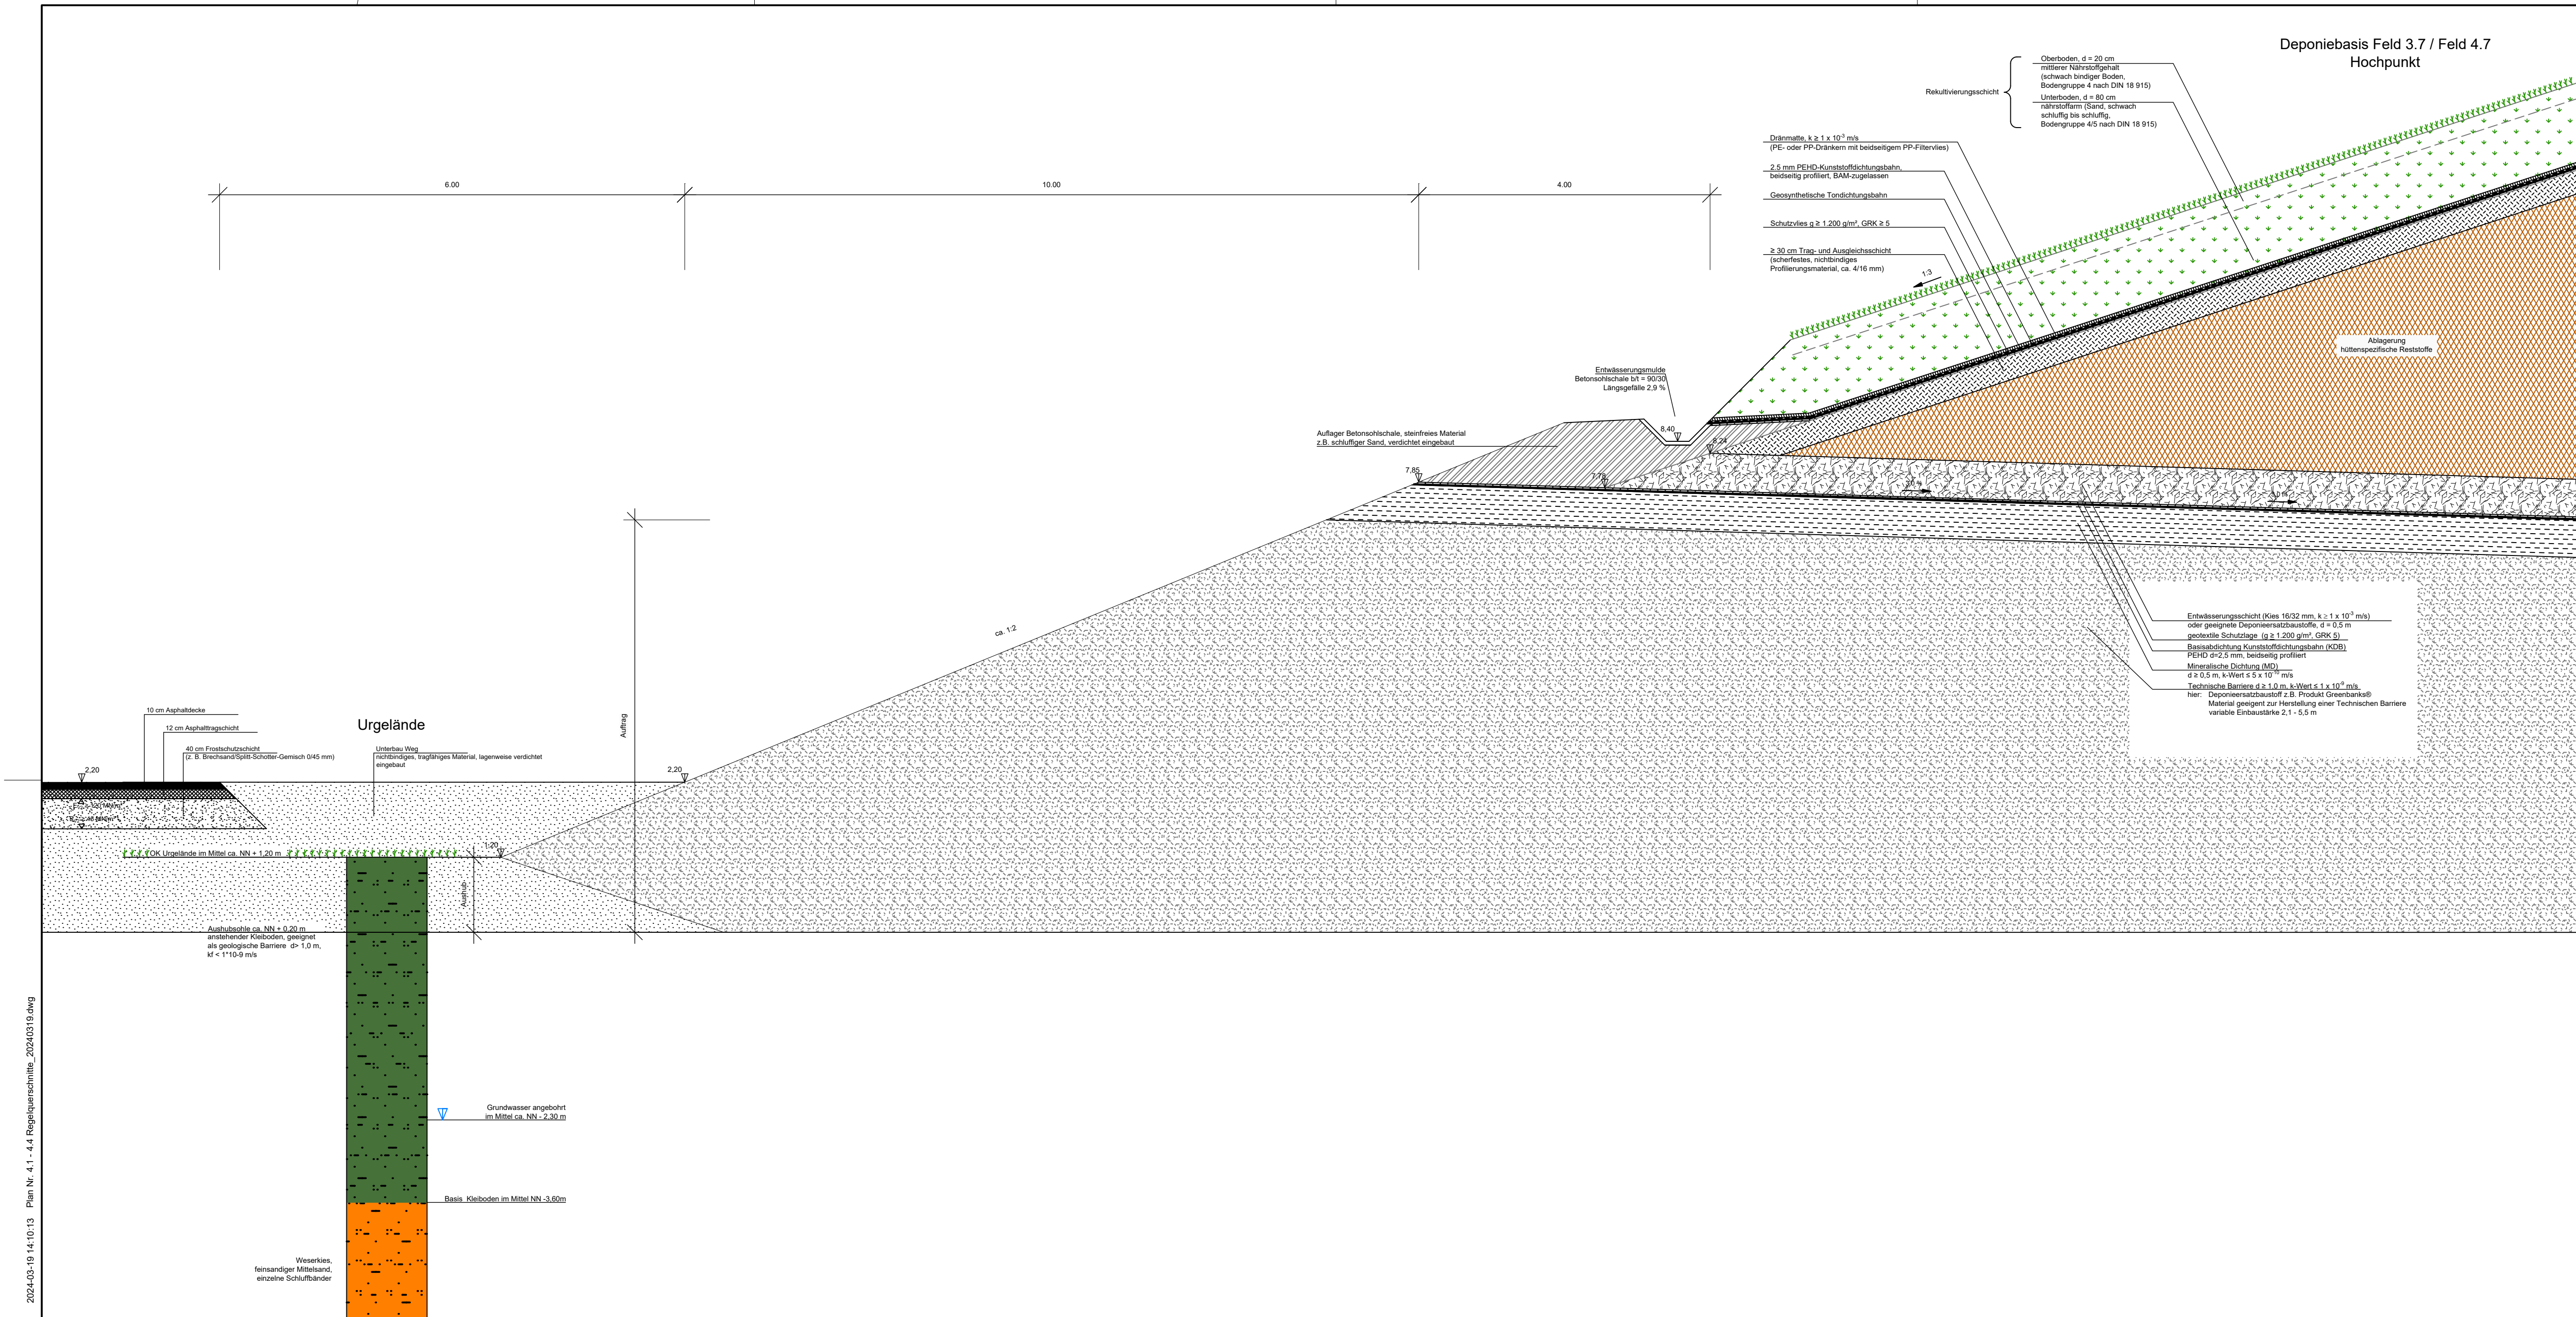 Deponiebasis Feld 3.7 / Feld 4.7
Hochpunkt
Rekultivierungsschicht
Oberboden, d = 20 cm
mittlerer Nährstoffgehalt
(schwach bindiger Boden,
Bodengruppe 4 nach DIN 18 915)
Unterboden, d = 80 cm
nährstoffarm (Sand, schwach
schluffig bis schluffig,
Bodengruppe 4/5 nach DIN 18 915)
Dränmatte, k ≥ 1 x 10⁻³ m/s
(PE- oder PP-Dränkern mit beidseitigem PP-Filtervlies)
2.5 mm PEHD-Kunststoffdichtungsbahn,
beidseitig profiliert, BAM-zugelassen
Geosynthetische Tondichtungsbahn
Schutzvlies g ≥ 1.200 g/m², GRK ≥ 5
≥ 30 cm Trag- und Ausgleichsschicht
(scherfestes, nichtbindiges
Profilierungsmaterial, ca. 4/16 mm)
6.00
10.00
4.00
1:3
Ablagerung
hüttenspezifische Reststoffe
Entwässerungsmulde
Betonsohlschale b/t = 90/30
Längsgefälle 2,9 %
Auflager Betonsohlschale, steinfreies Material
z.B. schluffiger Sand, verdichtet eingebaut
8,40
8,24
7,85
7,78
ca. 1:2
Auftrag
Entwässerungsschicht (Kies 16/32 mm, k ≥ 1 x 10⁻³ m/s)
oder geeignete Deponieersatzbaustoffe, d = 0,5 m
geotextile Schutzlage (g ≥ 1.200 g/m², GRK 5)
Basisabdichtung Kunststoffdichtungsbahn (KDB)
PEHD d=2,5 mm, beidseitig profiliert
Mineralische Dichtung (MD)
d ≥ 0,5 m, k-Wert ≤ 5 x 10⁻¹⁰ m/s
Technische Barriere d ≥ 1,0 m, k-Wert ≤ 1 x 10⁻⁹ m/s
hier: Deponieersatzbaustoff z.B. Produkt Greenbanks®
Material geeigent zur Herstellung einer Technischen Barriere
variable Einbaustärke 2,1 - 5,5 m
10 cm Asphaltdecke
12 cm Asphalttragschicht
40 cm Frostschutzschicht
(z. B. Brechsand/Splitt-Schotter-Gemisch 0/45 mm)
Urgelände
Unterbau Weg
nichtbindiges, tragfähiges Material, lagenweise verdichtet
eingebaut
2,20
2,20
OK Urgelände im Mittel ca. NN + 1,20 m
1,20
Aushub
Aushubsohle ca. NN + 0,20 m
anstehender Kleiboden, geeignet
als geologische Barriere d> 1,0 m,
kf < 1*10-9 m/s
Grundwasser angebohrt
im Mittel ca. NN - 2,30 m
Basis Kleiboden im Mittel NN -3,60m
Weserkies,
feinsandiger Mittelsand,
einzelne Schluffbänder
2024-03-19 14:10:13 Plan Nr. 4.1 - 4.4 Regelquerschnitte_20240319.dwg